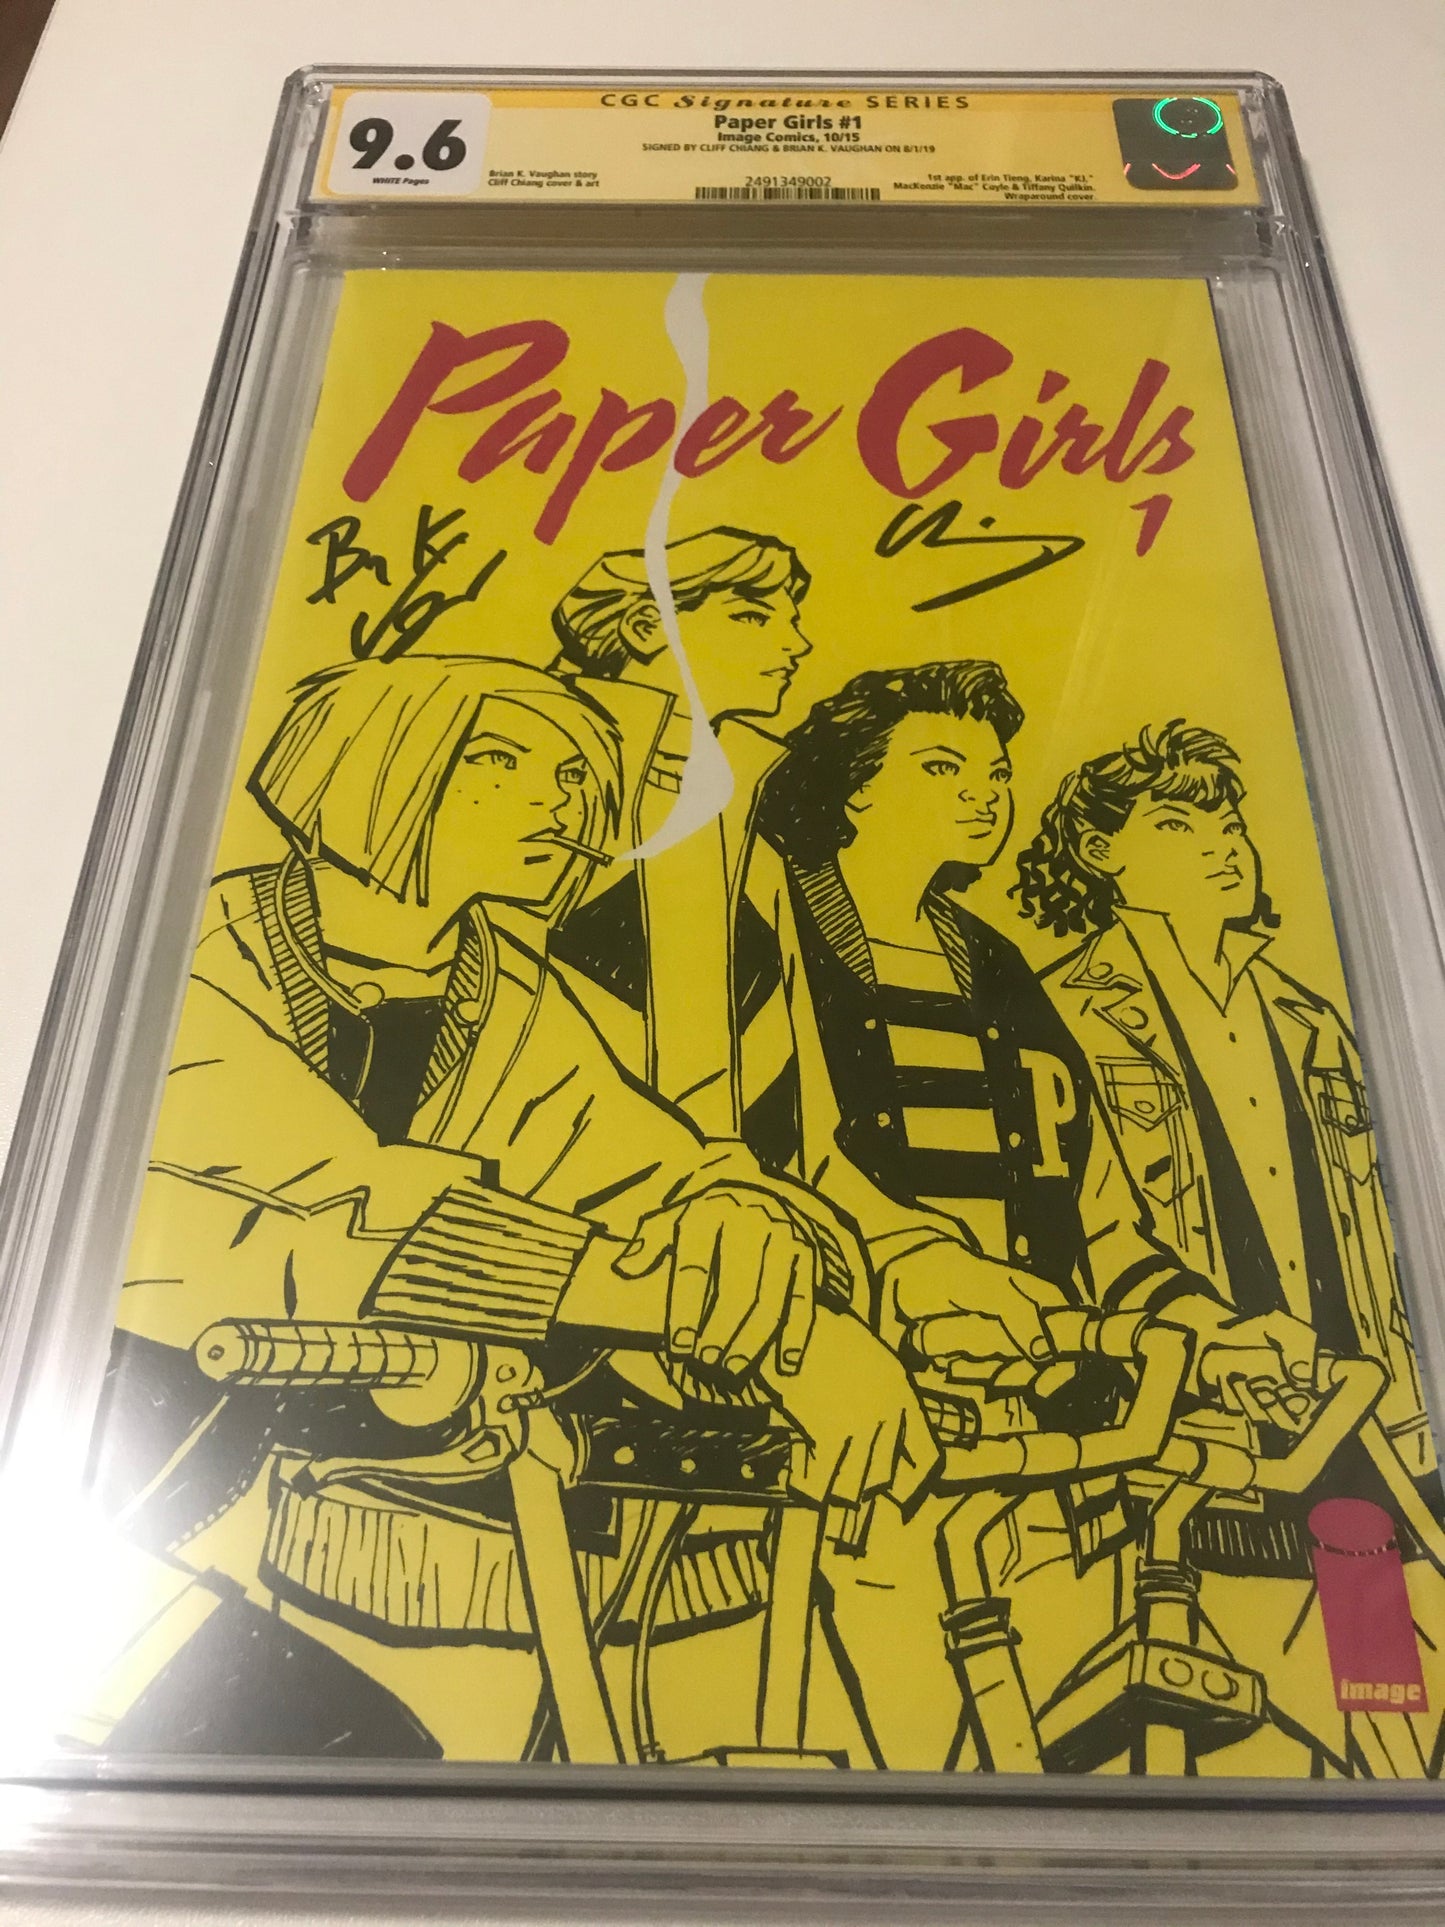 CGC Signature SERIES
9.6
WHITE Pages
Paper Girls #1
Image Comics, 10/15
SIGNED BY CLIFF CHIANG & BRIAN K. VAUGHAN ON 8/1/19
Brian K. Vaughan story
Cliff Chiang cover & art
2491349002
1st app. of Erin Tieng, Karina "KJ,"
MacKenzie "Mac" Coyle & Tiffany Quilkin.
Wraparound cover.
Paper Girls
1
P
image